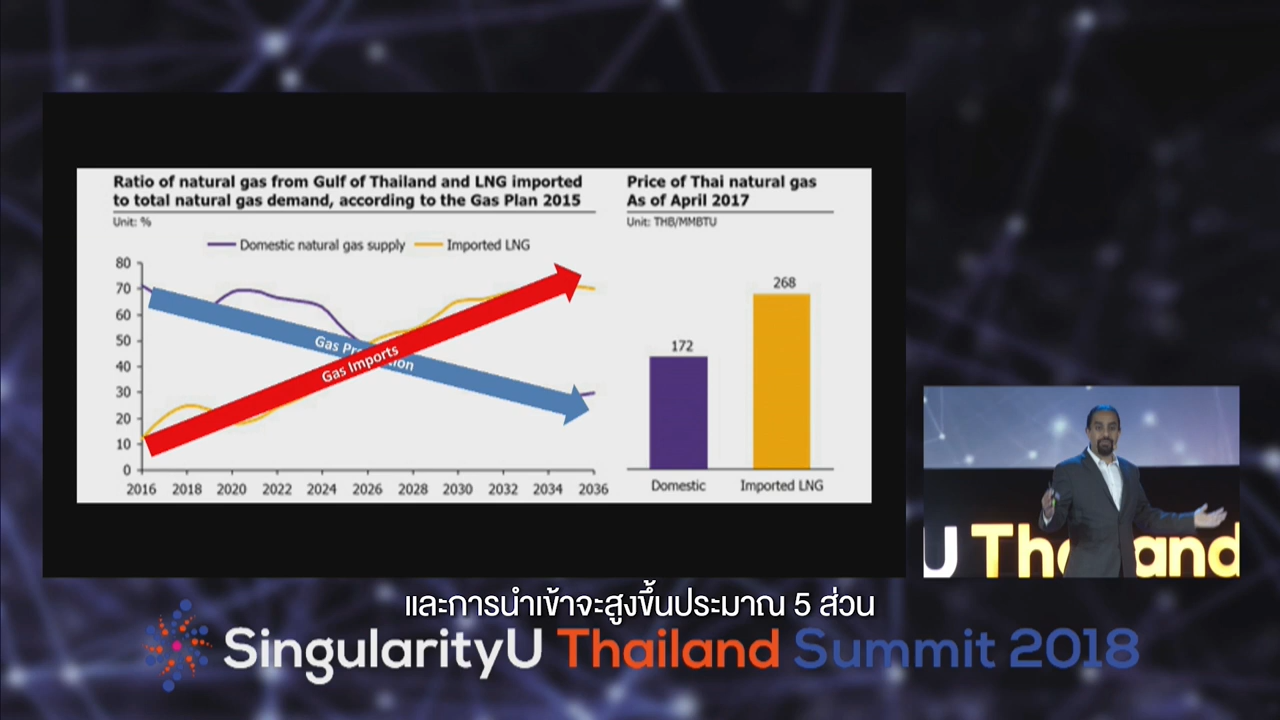 Ratio of natural gas from Gulf of Thailand and LNG imported
to total natural gas demand, according to the Gas Plan 2015
Unit: %
Domestic natural gas supply
Imported LNG
80
70
60
50
40
30
20
10
0
2016 2018 2020 2022 2024 2026 2028 2030 2032 2034 2036
Gas Imports
Price of Thai natural gas
As of April 2017
Unit: THB/MMBTU
172
268
Domestic
Imported LNG
U Thailand
และการนำเข้าจะสูงขึ้นประมาณ 5 ส่วน
SingularityU Thailand Summit 2018